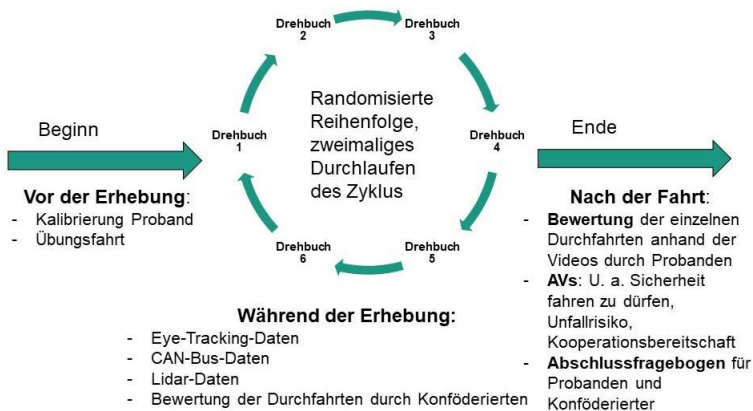 Beginn
Vor der Erhebung:
- Kalibrierung Proband
- Übungsfahrt
Drehbuch
1
Drehbuch
2
Drehbuch
3
Drehbuch
4
Drehbuch
5
Drehbuch
6
Randomisierte
Reihenfolge,
zweimaliges
Durchlaufen
des Zyklus
Während der Erhebung:
- Eye-Tracking-Daten
- CAN-Bus-Daten
- Lidar-Daten
- Bewertung der Durchfahrten durch Konföderierten
Ende
Nach der Fahrt:
- Bewertung der einzelnen
Durchfahrten anhand der
Videos durch Probanden
- AVs: U. a. Sicherheit
fahren zu dürfen,
Unfallrisiko,
Kooperationsbereitschaft
- Abschlussfragebogen für
Probanden und
Konföderierter